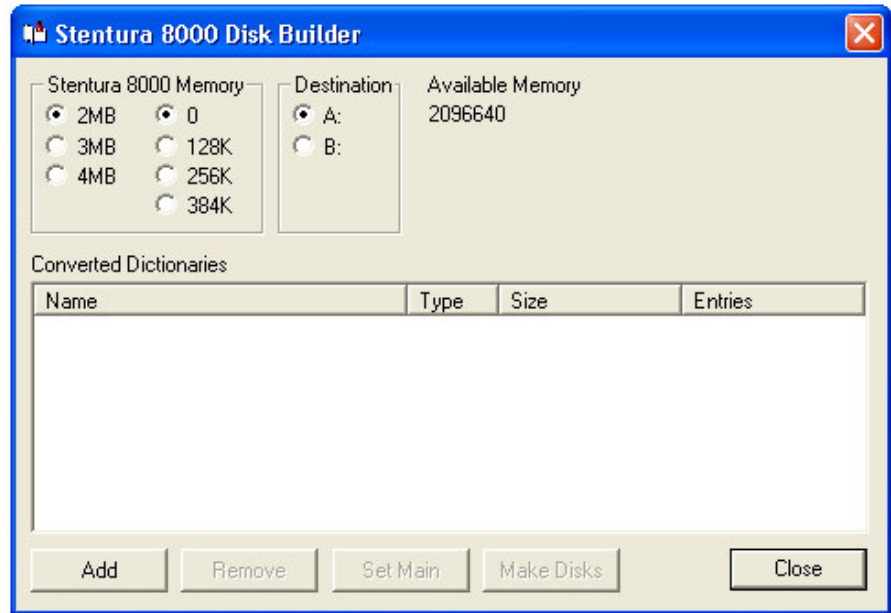 Stentura 8000 Disk Builder
Stentura 8000 Memory
2MB 0
3MB 128K
4MB 256K
384K
Destination
A:
B:
Available Memory
2096640
Converted Dictionaries
Name Type Size Entries
Add Remove Set Main Make Disks Close